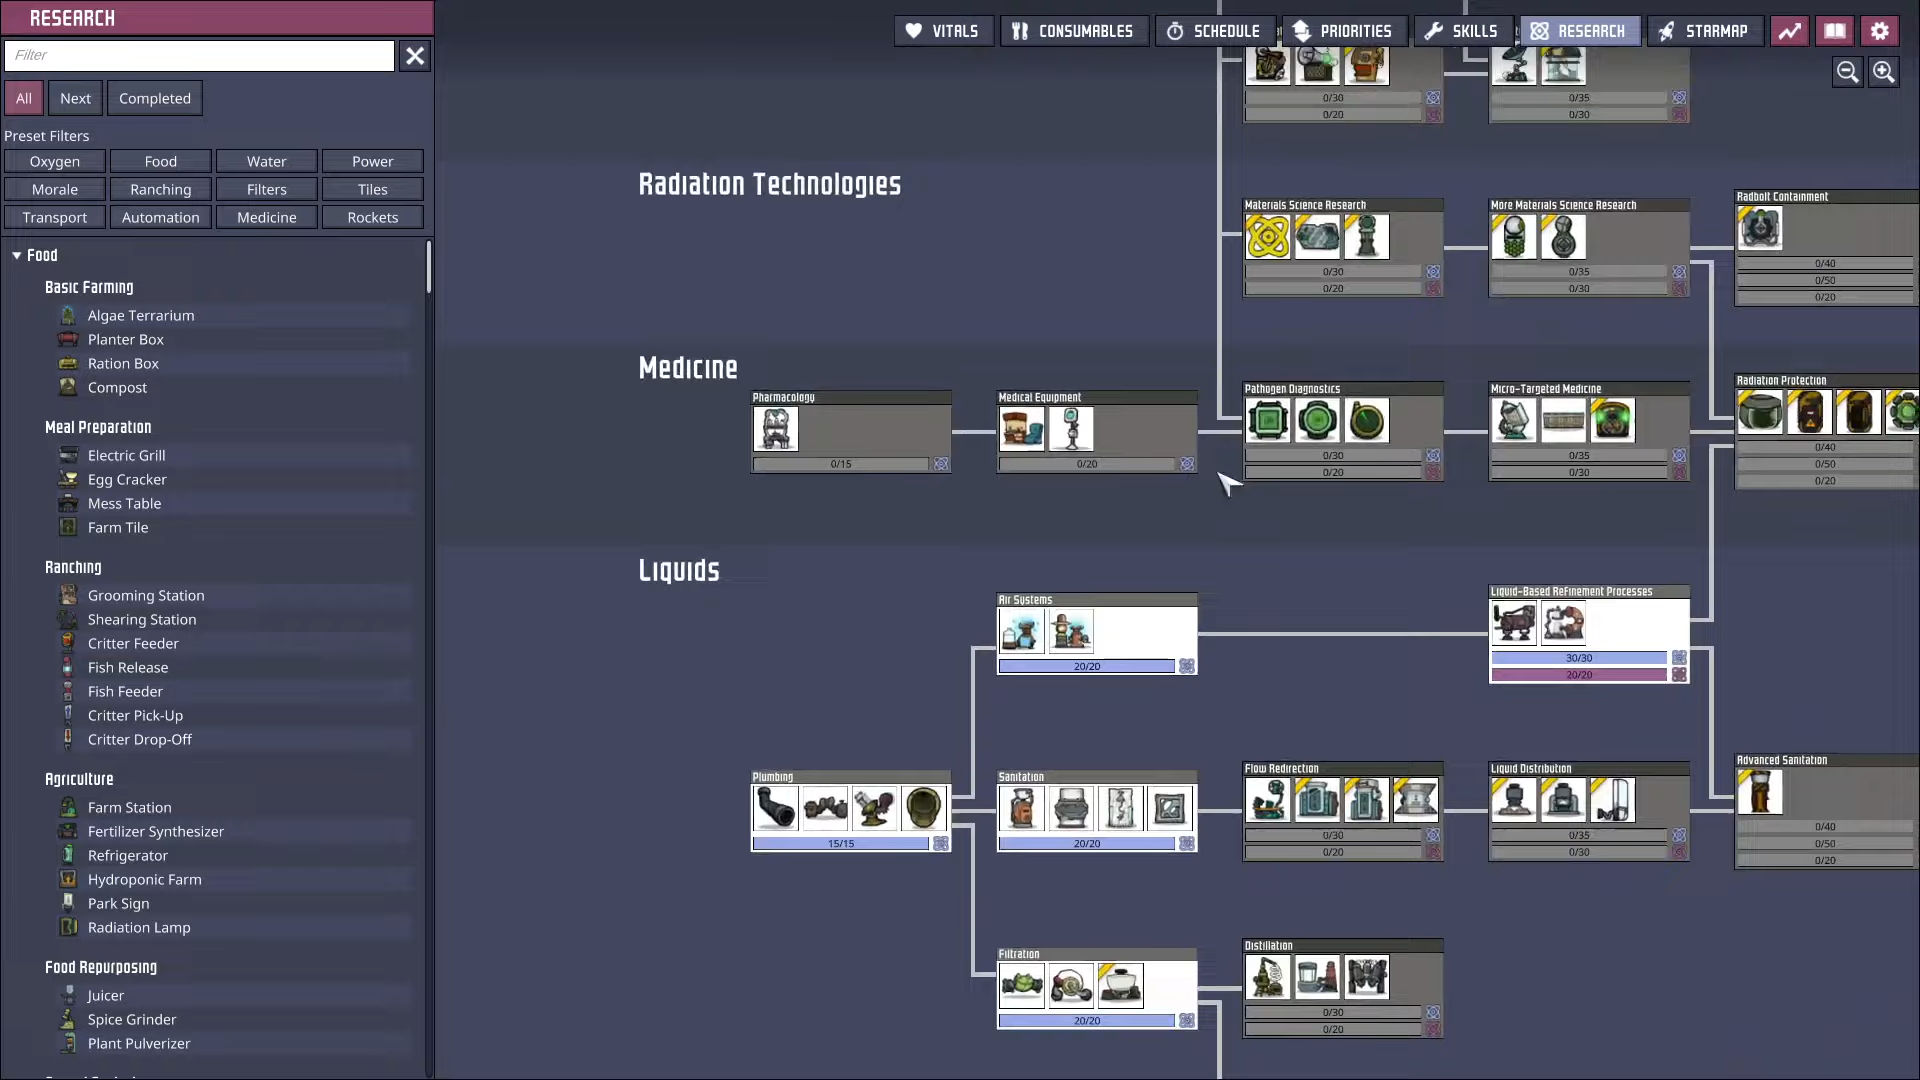 RESEARCH
VITALS
CONSUMABLES
SCHEDULE
PRIORITIES
SKILLS
RESEARCH
STARMAP
Filter
All
Next
Completed
Preset Filters
Oxygen
Food
Water
Power
Morale
Ranching
Filters
Tiles
Transport
Automation
Medicine
Rockets
Food
Basic Farming
Algae Terrarium
Planter Box
Ration Box
Compost
Meal Preparation
Electric Grill
Egg Cracker
Mess Table
Farm Tile
Ranching
Grooming Station
Shearing Station
Critter Feeder
Fish Release
Fish Feeder
Critter Pick-Up
Critter Drop-Off
Agriculture
Farm Station
Fertilizer Synthesizer
Refrigerator
Hydroponic Farm
Park Sign
Radiation Lamp
Food Repurposing
Juicer
Spice Grinder
Plant Pulverizer
0/30
0/20
0/35
0/30
Radiation Technologies
Materials Science Research
0/30
0/20
More Materials Science Research
0/35
0/30
Radbolt Containment
0/40
0/50
0/20
Medicine
Pharmacology
0/15
Medical Equipment
0/20
Pathogen Diagnostics
0/30
0/20
Micro-Targeted Medicine
0/35
0/30
Radiation Protection
0/40
0/50
0/20
Liquids
Air Systems
20/20
Liquid-Based Refinement Processes
30/30
20/20
Plumbing
15/15
Sanitation
20/20
Flow Redirection
0/30
0/20
Liquid Distribution
0/35
0/30
Advanced Sanitation
0/40
0/50
0/20
Filtration
20/20
Distillation
0/30
0/20